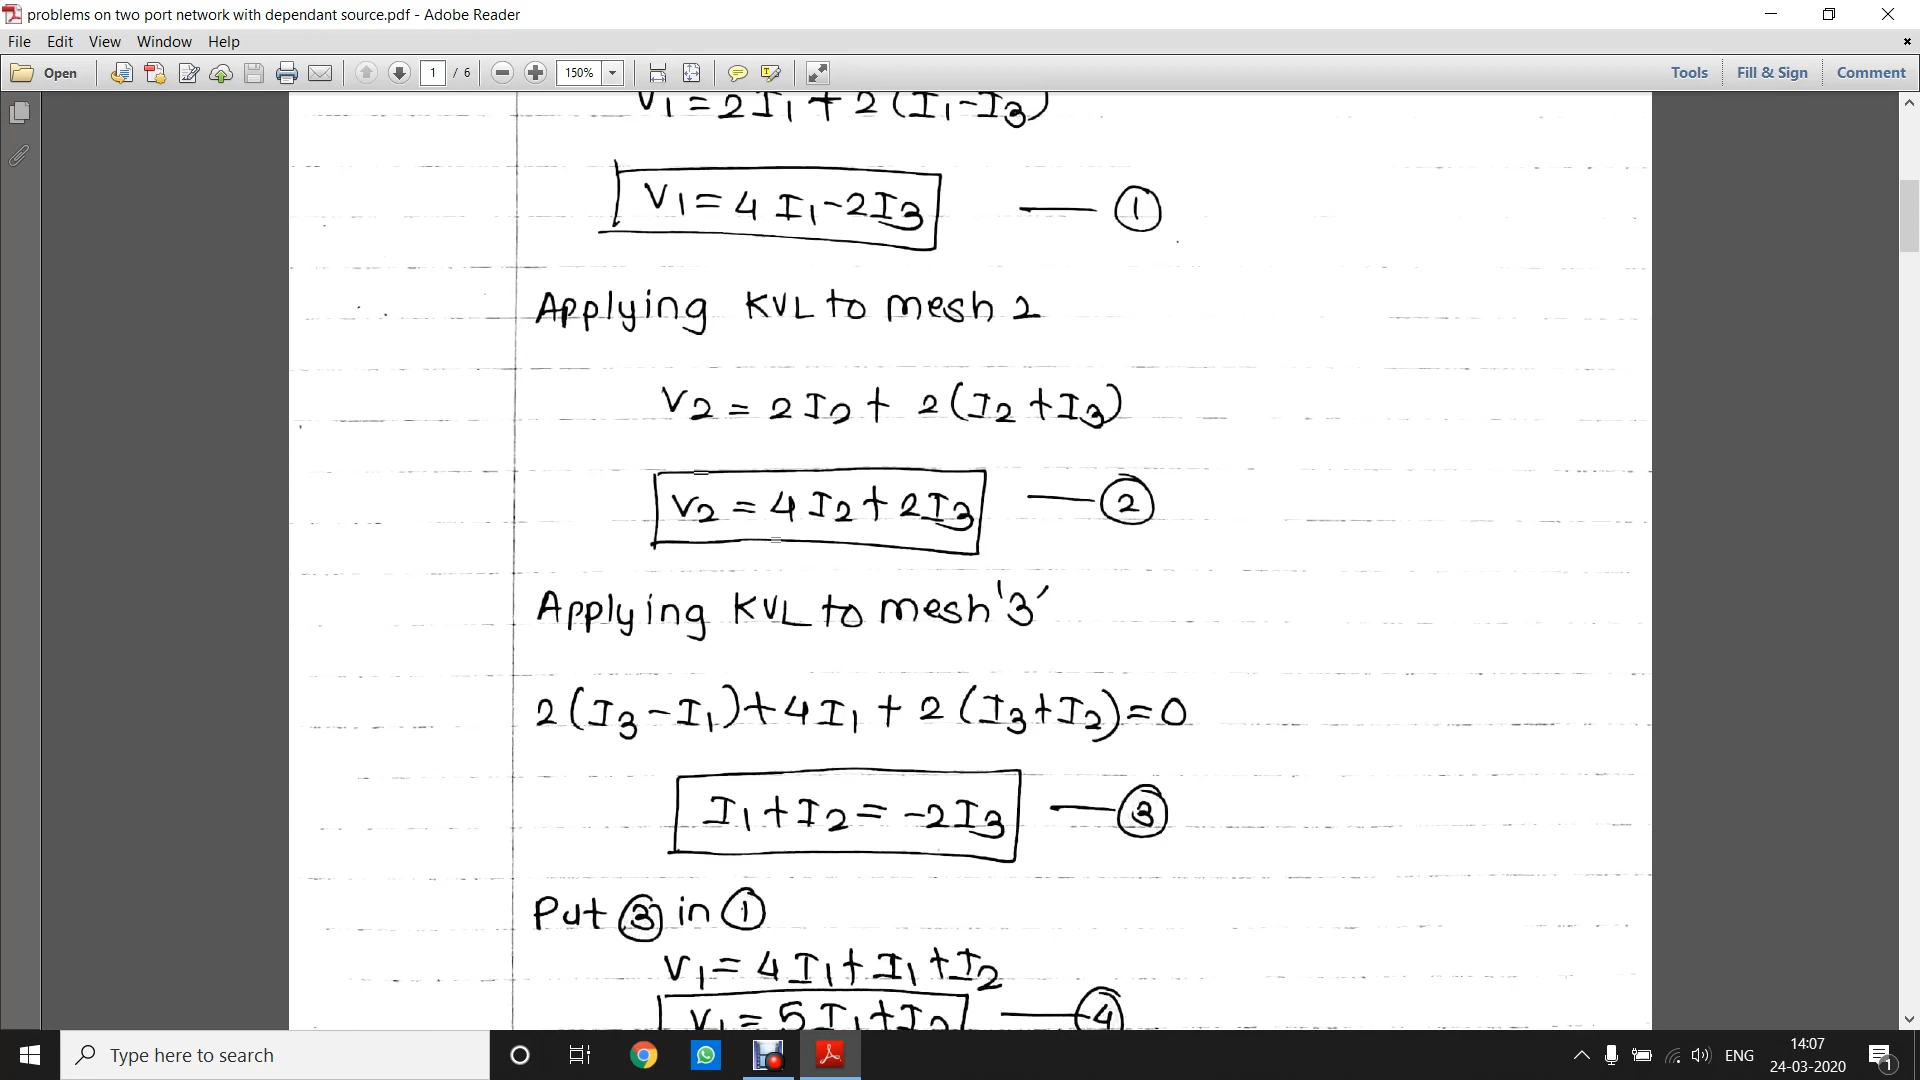 problems on two port network with dependant source.pdf - Adobe Reader
File Edit View Window Help
Open 1 / 6 150% Tools Fill & Sign Comment
V1 = 2I1 + 2(I1-I3)
V1 = 4I1-2I3 — 1
Applying KVL to mesh 2
V2 = 2I2 + 2(I2+I3)
V2 = 4I2+2I3 — 2
Applying KVL to mesh '3'
2(I3-I1)+4I1+2(I3+I2)=0
I1+I2 = -2I3 — 3
Put 3 in 1
V1 = 4I1+I1+I2
V1 = 5I1+I2 — 4
Type here to search
ENG
14:07
24-03-2020
1